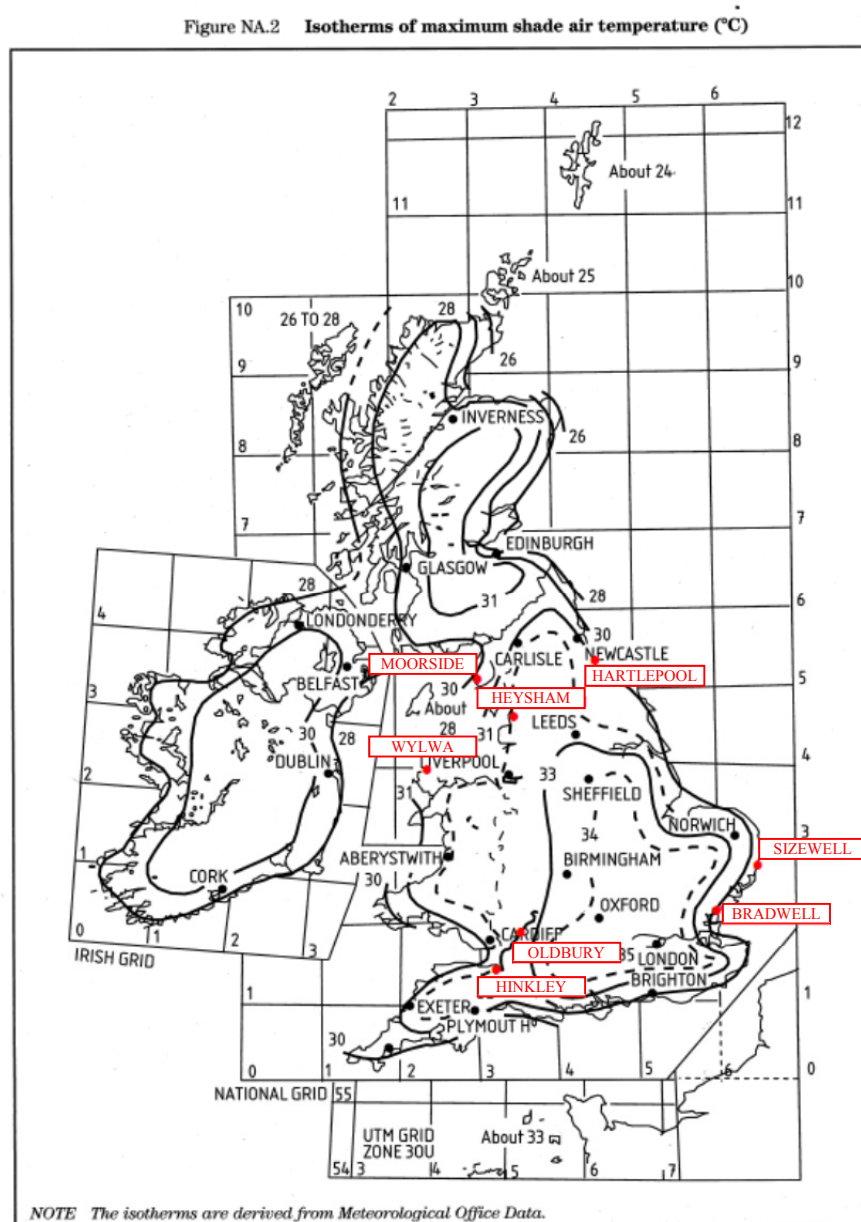 Figure NA.2 Isotherms of maximum shade air temperature (°C)
2 3 4 5 6
12
About 24
11 11
About 25
10 10
26 TO 28
28
26
9 9
INVERNESS
26
8 8
7 7
EDINBURGH
GLASGOW
28
31
28
6
4
LONDONDERRY
30
CARLISLE
NEWCASTLE
MOORSIDE
HARTLEPOOL
BELFAST
5
3
30
HEYSHAM
About
28
31
LEEDS
30
28
WYLWA
4
LIVERPOOL
DUBLIN
33
2
SHEFFIELD
31
NORWICH
3
34
SIZEWELL
1
ABERYSTWITH
BIRMINGHAM
30
CORK
OXFORD
BRADWELL
0
1
2
3
CARDIFF
OLDBURY
35
LONDON
IRISH GRID
HINKLEY
BRIGHTON
1
EXETER
1
PLYMOUTH
30
0 1 2 3 4 5 6
0
NATIONAL GRID
55
UTM GRID
ZONE 30U
About 33
54 3 4 5 6 7
NOTE The isotherms are derived from Meteorological Office Data.